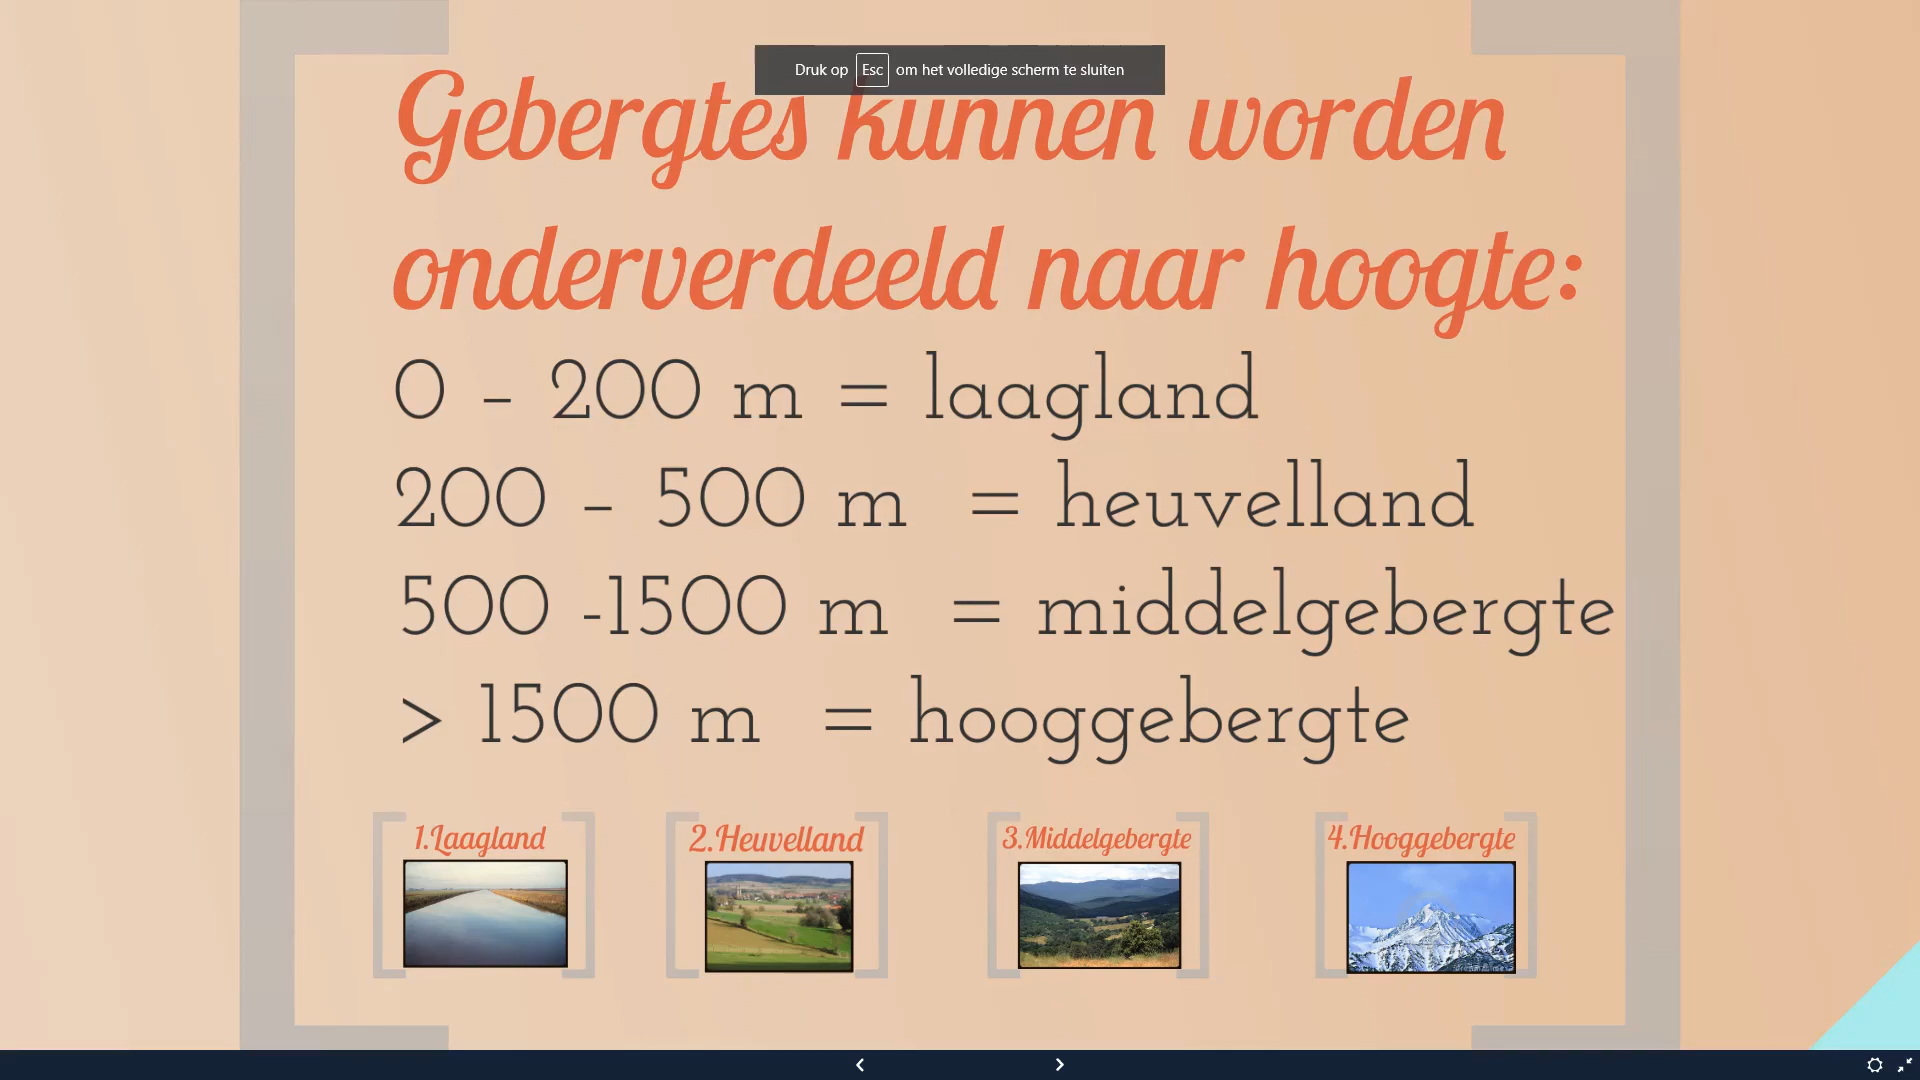 Druk op Esc om het volledige scherm te sluiten
Gebergtes kunnen worden
onderverdeeld naar hoogte:
0 - 200 m = laagland
200 - 500 m = heuvelland
500 -1500 m = middelgebergte
> 1500 m = hooggebergte
1.Laagland
2.Heuvelland
3.Middelgebergte
4.Hooggebergte